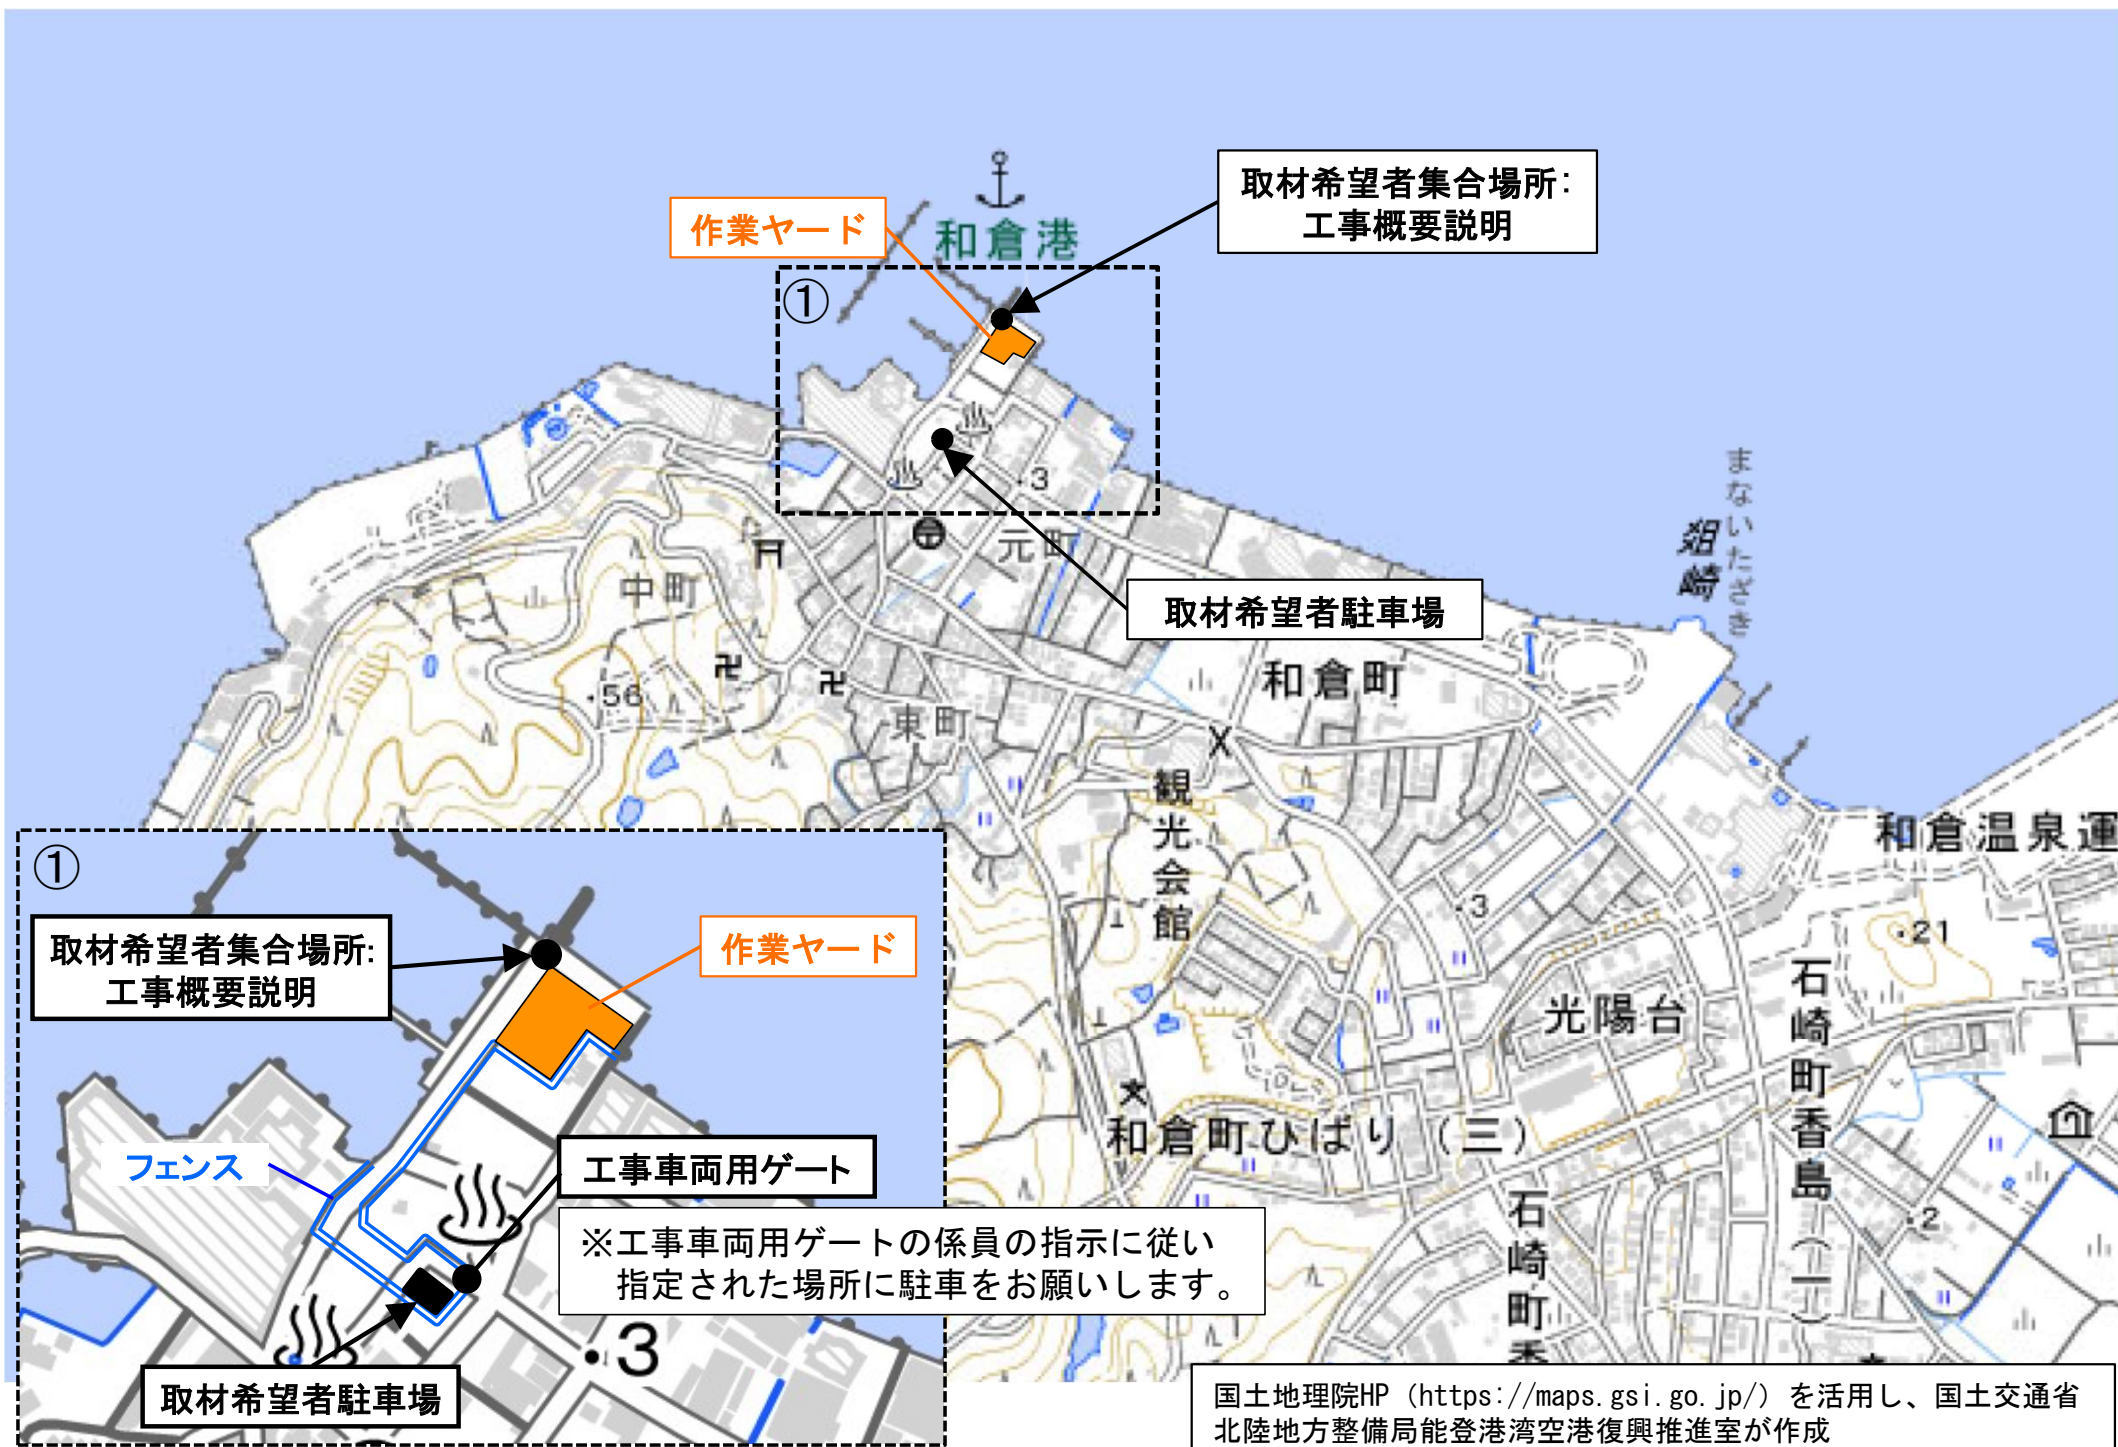 取材希望者集合場所:
工事概要説明
作業ヤード
和倉港
①
3
元町
中町
56
取材希望者駐車場
まないたざき
爼崎
和倉町
東町
観光会館
和倉温泉運
3
21
光陽台
石崎町香島(一)
和倉町ひばり(三)
石崎町香
2
①
取材希望者集合場所:
工事概要説明
作業ヤード
フェンス
工事車両用ゲート
※工事車両用ゲートの係員の指示に従い
指定された場所に駐車をお願いします。
3
取材希望者駐車場
国土地理院HP(https://maps.gsi.go.jp/)を活用し、国土交通省
北陸地方整備局能登港湾空港復興推進室が作成